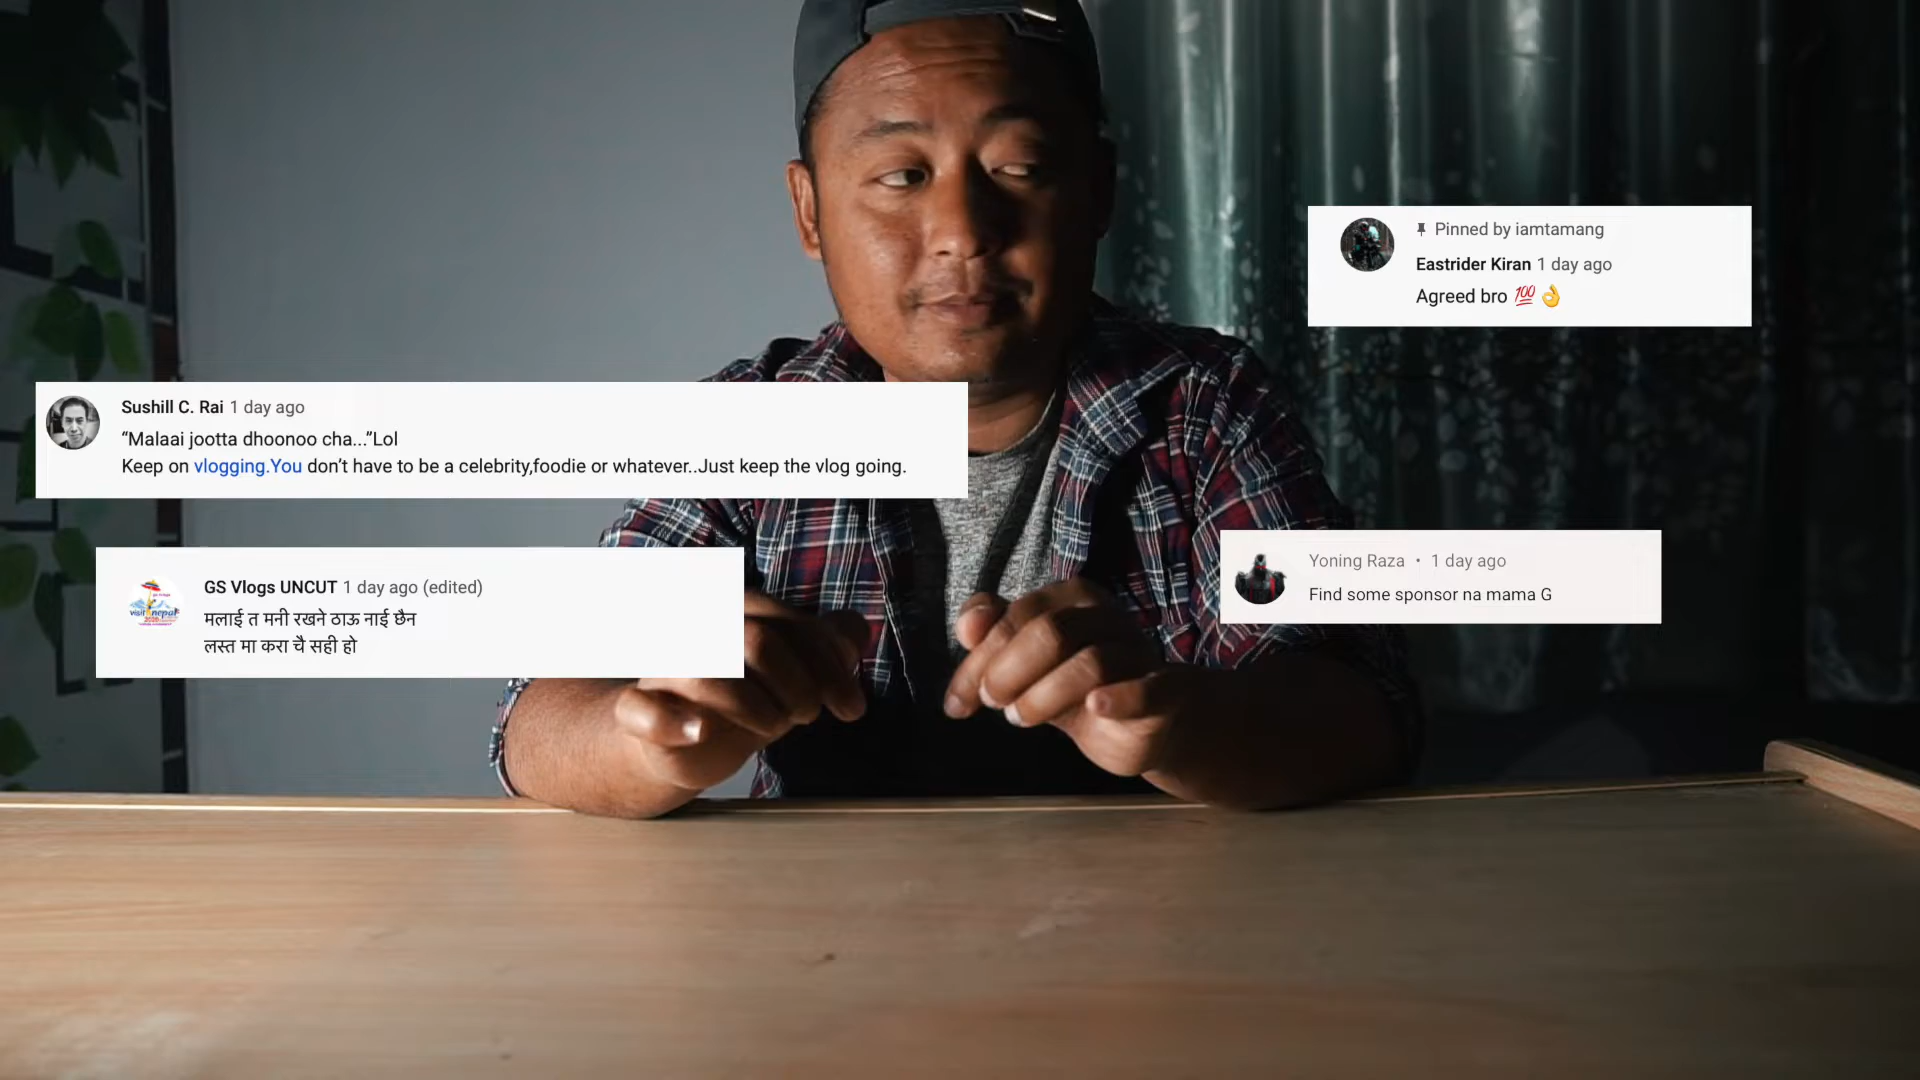 Pinned by iamtamang
Eastrider Kiran 1 day ago
Agreed bro 💯 👌
Sushill C. Rai 1 day ago
“Malaai jootta dhoonoo cha...”Lol
Keep on vlogging.You don’t have to be a celebrity,foodie or whatever..Just keep the vlog going.
GS Vlogs UNCUT 1 day ago (edited)
मलाई त मनी रखने ठाऊ नाई छैन
लस्त मा करा चै सही हो
Yoning Raza • 1 day ago
Find some sponsor na mama G
visit nepal
2020